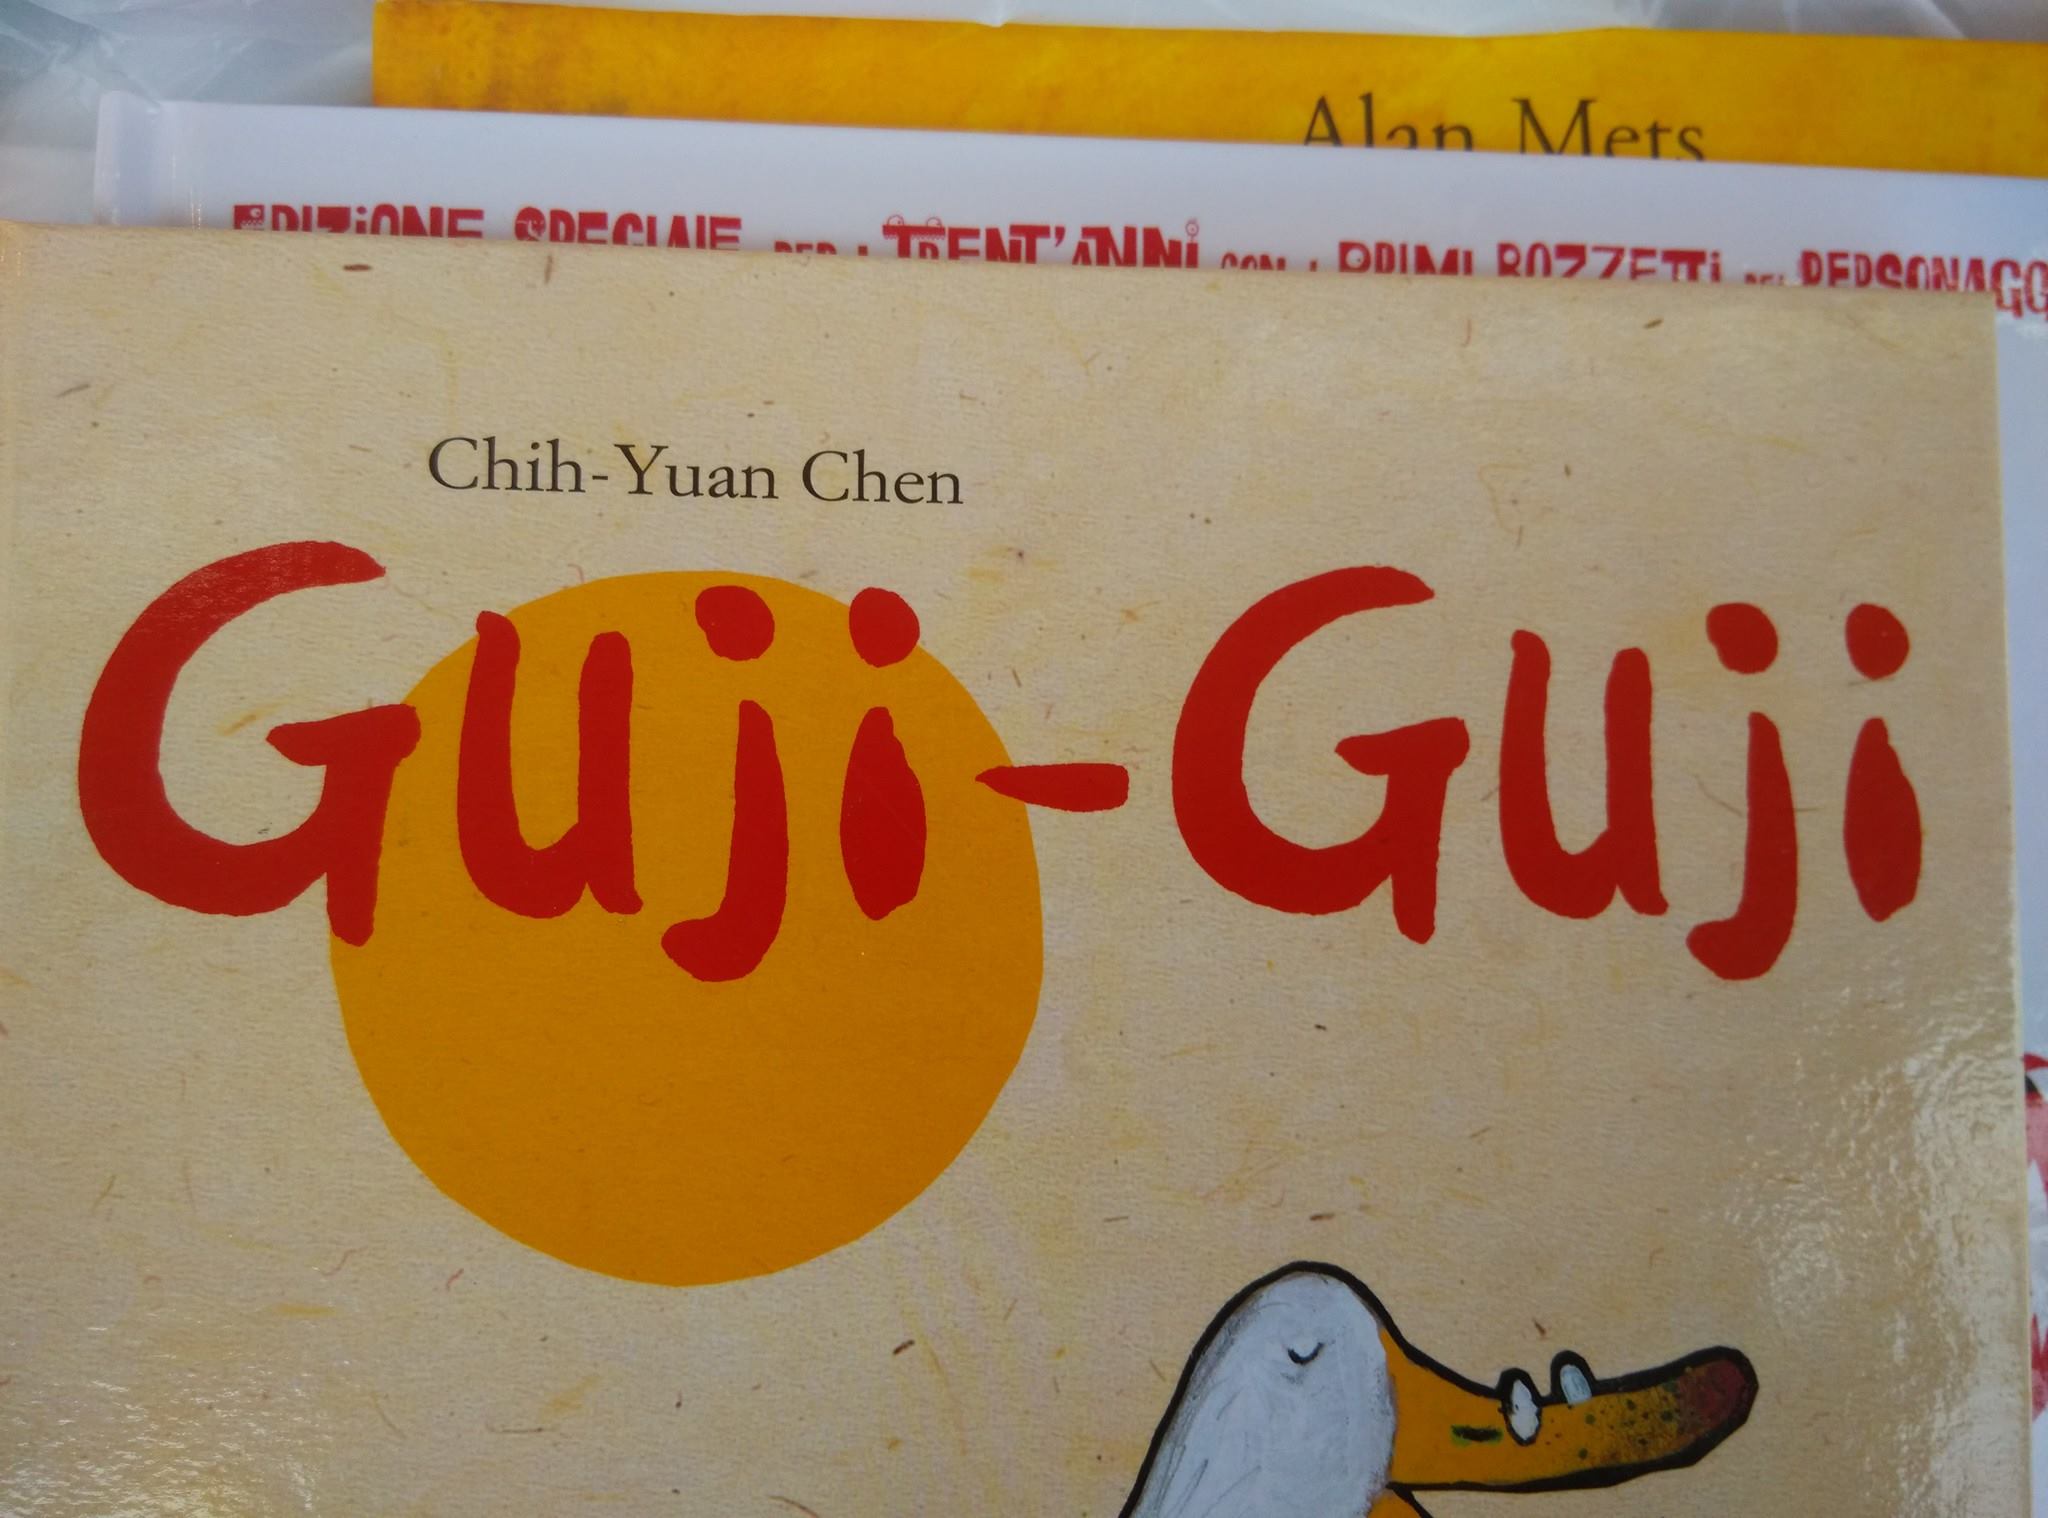 Alan Mets
EDIZIONE SPECIALE PER I TRENT'ANNI CON I PRIMI BOZZETTI DEI PERSONAGG
Chih-Yuan Chen
Guji-Guji